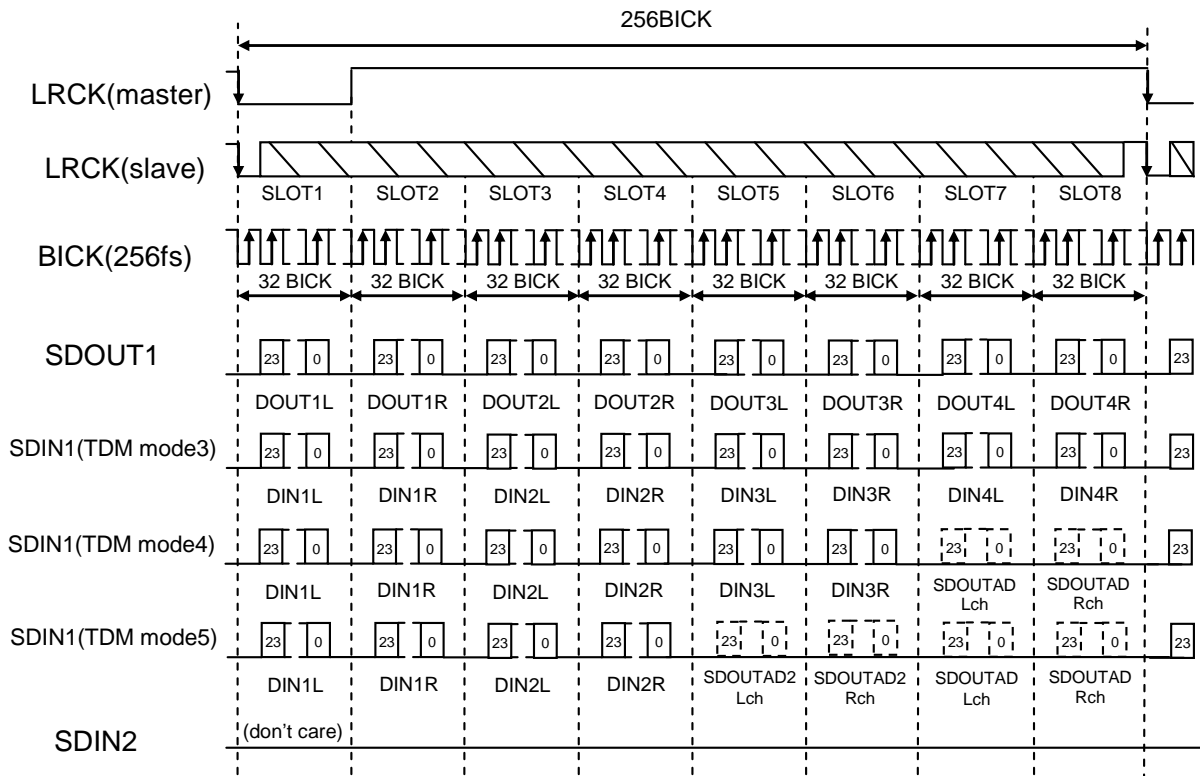 256BICK
LRCK(master)
LRCK(slave)
SLOT1 SLOT2 SLOT3 SLOT4 SLOT5 SLOT6 SLOT7 SLOT8
BICK(256fs)
32 BICK 32 BICK 32 BICK 32 BICK 32 BICK 32 BICK 32 BICK 32 BICK
SDOUT1 23 0 23 0 23 0 23 0 23 0 23 0 23 0 23 0 23
DOUT1L DOUT1R DOUT2L DOUT2R DOUT3L DOUT3R DOUT4L DOUT4R
SDIN1(TDM mode3) 23 0 23 0 23 0 23 0 23 0 23 0 23 0 23 0 23
DIN1L DIN1R DIN2L DIN2R DIN3L DIN3R DIN4L DIN4R
SDIN1(TDM mode4) 23 0 23 0 23 0 23 0 23 0 23 0 23 0 23 0 23
DIN1L DIN1R DIN2L DIN2R DIN3L DIN3R SDOUTAD SDOUTAD
Lch Rch
SDIN1(TDM mode5) 23 0 23 0 23 0 23 0 23 0 23 0 23 0 23 0 23
DIN1L DIN1R DIN2L DIN2R SDOUTAD2 SDOUTAD2 SDOUTAD SDOUTAD
Lch Rch Lch Rch
(don't care)
SDIN2